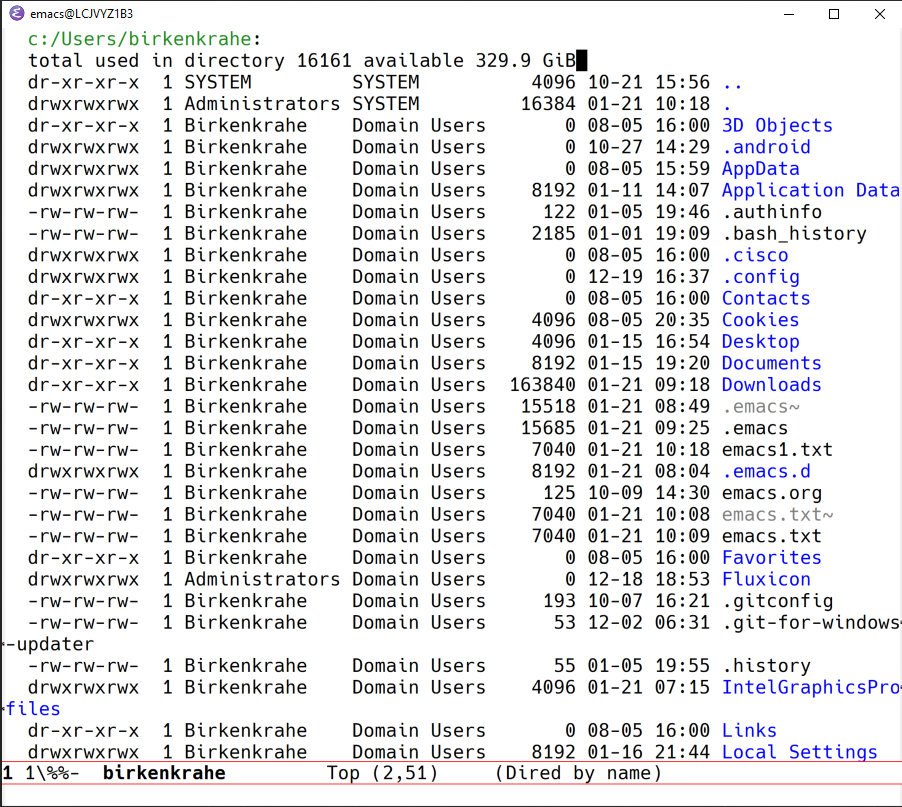 emacs@LCJVYZ1B3
c:/Users/birkenkrahe:
total used in directory 16161 available 329.9 GiB
dr-xr-xr-x  1 SYSTEM         SYSTEM          4096 10-21 15:56 ..
drwxrwxrwx  1 Administrators SYSTEM         16384 01-21 10:18 .
dr-xr-xr-x  1 Birkenkrahe    Domain Users       0 08-05 16:00 3D Objects
drwxrwxrwx  1 Birkenkrahe    Domain Users       0 10-27 14:29 .android
dr-xr-xr-x  1 Birkenkrahe    Domain Users       0 08-05 15:59 AppData
drwxrwxrwx  1 Birkenkrahe    Domain Users    8192 01-11 14:07 Application Data
-rw-rw-rw-  1 Birkenkrahe    Domain Users     122 01-05 19:46 .authinfo
-rw-rw-rw-  1 Birkenkrahe    Domain Users    2185 01-01 19:09 .bash_history
drwxrwxrwx  1 Birkenkrahe    Domain Users       0 08-05 16:00 .cisco
drwxrwxrwx  1 Birkenkrahe    Domain Users       0 12-19 16:37 .config
dr-xr-xr-x  1 Birkenkrahe    Domain Users       0 08-05 16:00 Contacts
drwxrwxrwx  1 Birkenkrahe    Domain Users    4096 08-05 20:35 Cookies
dr-xr-xr-x  1 Birkenkrahe    Domain Users    4096 01-15 16:54 Desktop
dr-xr-xr-x  1 Birkenkrahe    Domain Users    8192 01-15 19:20 Documents
dr-xr-xr-x  1 Birkenkrahe    Domain Users  163840 01-21 09:18 Downloads
-rw-rw-rw-  1 Birkenkrahe    Domain Users   15518 01-21 08:49 .emacs~
-rw-rw-rw-  1 Birkenkrahe    Domain Users   15685 01-21 09:25 .emacs
-rw-rw-rw-  1 Birkenkrahe    Domain Users    7040 01-21 10:18 emacs1.txt
drwxrwxrwx  1 Birkenkrahe    Domain Users    8192 01-21 08:04 .emacs.d
-rw-rw-rw-  1 Birkenkrahe    Domain Users     125 10-09 14:30 emacs.org
-rw-rw-rw-  1 Birkenkrahe    Domain Users    7040 01-21 10:08 emacs.txt~
-rw-rw-rw-  1 Birkenkrahe    Domain Users    7040 01-21 10:09 emacs.txt
dr-xr-xr-x  1 Birkenkrahe    Domain Users       0 08-05 16:00 Favorites
drwxrwxrwx  1 Administrators Domain Users       0 12-18 18:53 Fluxicon
-rw-rw-rw-  1 Birkenkrahe    Domain Users     193 10-07 16:21 .gitconfig
-rw-rw-rw-  1 Birkenkrahe    Domain Users      53 12-02 06:31 .git-for-windows
-updater
-rw-rw-rw-  1 Birkenkrahe    Domain Users      55 01-05 19:55 .history
drwxrwxrwx  1 Birkenkrahe    Domain Users    4096 01-21 07:15 IntelGraphicsPro
files
dr-xr-xr-x  1 Birkenkrahe    Domain Users       0 08-05 16:00 Links
drwxrwxrwx  1 Birkenkrahe    Domain Users    8192 01-16 21:44 Local Settings
1 1\%%-  birkenkrahe         Top (2,51)     (Dired by name)